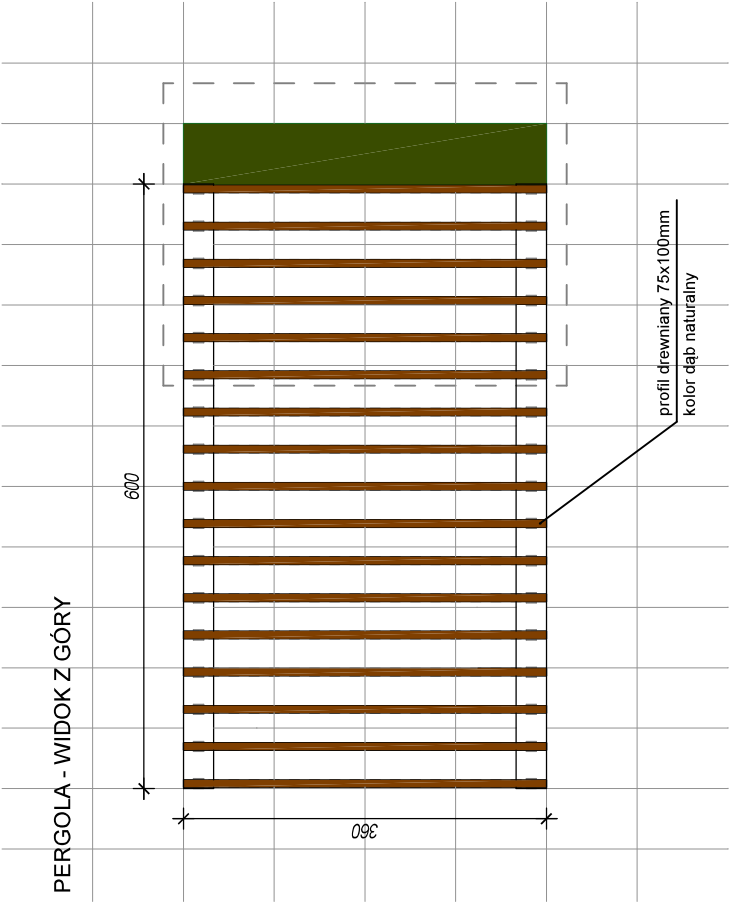 PERGOLA - WIDOK Z GÓRY
600
360
profil drewniany 75x100mm
kolor dąb naturalny